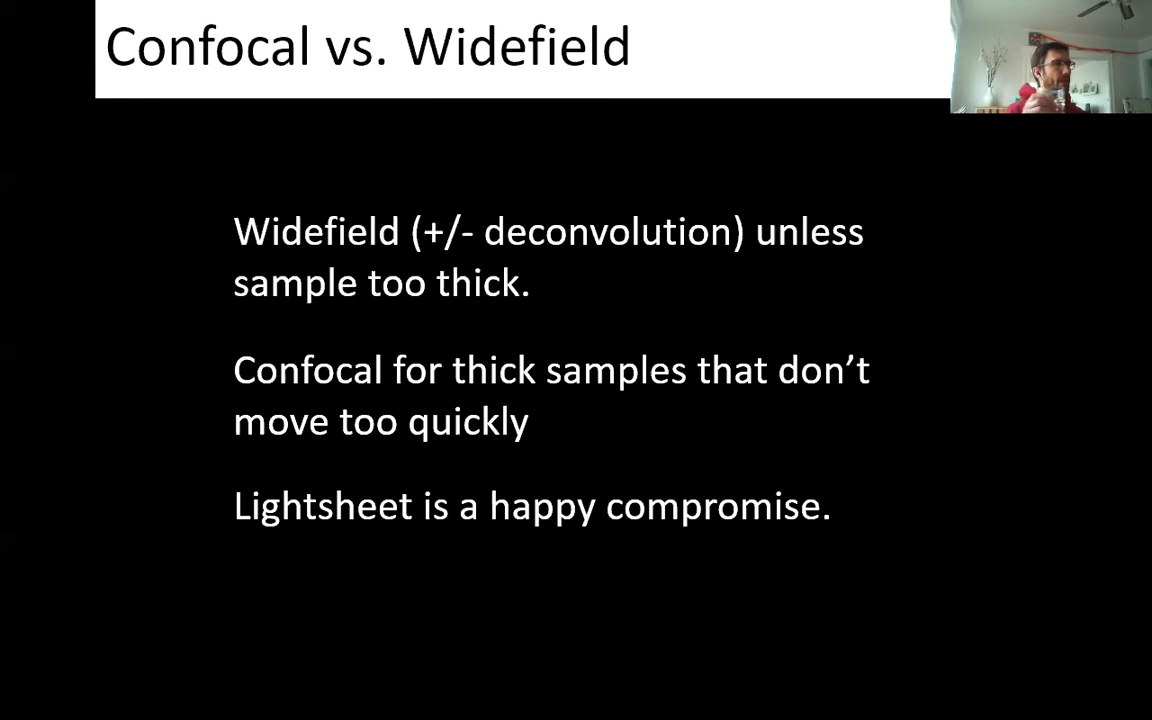 Confocal vs. Widefield
Widefield (+/- deconvolution) unless
sample too thick.
Confocal for thick samples that don’t
move too quickly
Lightsheet is a happy compromise.